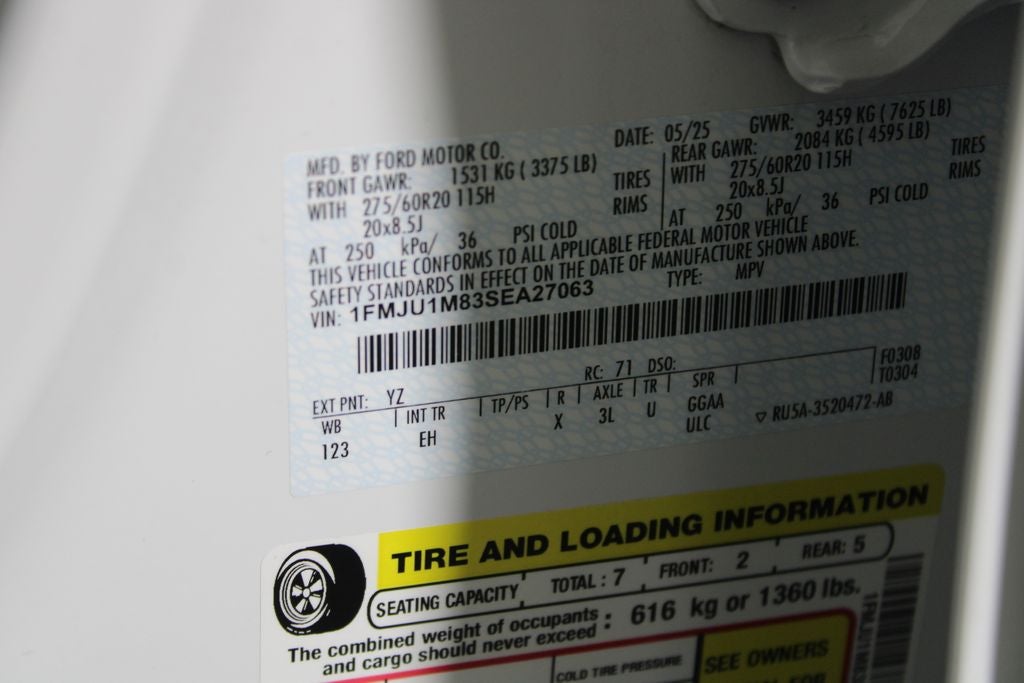 MFD. BY FORD MOTOR CO.
DATE: 05/25 GVWR: 3459 KG ( 7625 LB)
FRONT GAWR: 1531 KG ( 3375 LB)
REAR GAWR: 2084 KG ( 4595 LB)
WITH 275/60R20 115H TIRES
WITH 275/60R20 115H TIRES
20x8.5J RIMS
20x8.5J RIMS
AT 250 kPa/ 36 PSI COLD
AT 250 kPa/ 36 PSI COLD
THIS VEHICLE CONFORMS TO ALL APPLICABLE FEDERAL MOTOR VEHICLE
SAFETY STANDARDS IN EFFECT ON THE DATE OF MANUFACTURE SHOWN ABOVE.
VIN: 1FMJU1M83SEA27063 TYPE: MPV
EXT PNT: YZ RC: 71 DSO: F0308
WB INT TR TP/PS R AXLE TR SPR T0304
123 EH X 3L U GGAA
ULC ▽ RU5A-3520472-AB
TIRE AND LOADING INFORMATION
SEATING CAPACITY TOTAL : 7 FRONT: 2 REAR: 5
The combined weight of occupants : 616 kg or 1360 lbs.
and cargo should never exceed
COLD TIRE PRESSURE SEE OWNERS